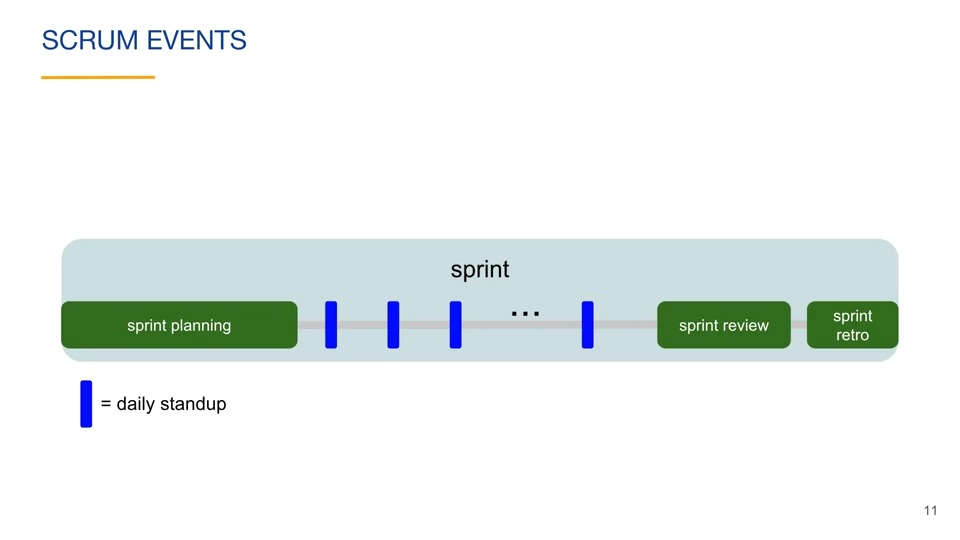 SCRUM EVENTS
sprint
sprint planning
...
sprint review
sprint
retro
= daily standup
11